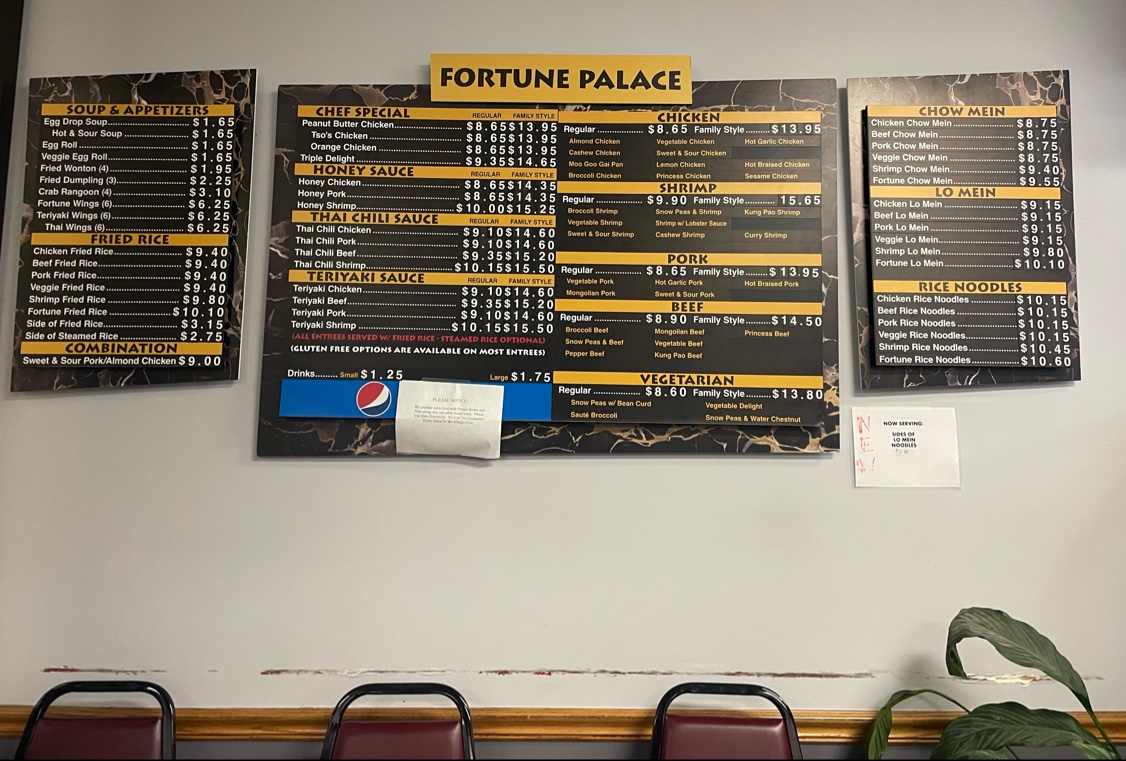 FORTUNE PALACE
SOUP & APPETIZERS
Egg Drop Soup $1.65
Hot & Sour Soup $1.65
Egg Roll $1.65
Veggie Egg Roll $1.65
Fried Wonton (4) $1.95
Fried Dumpling (3) $2.25
Crab Rangoon (4) $3.10
Fortune Wings (6) $6.25
Teriyaki Wings (6) $6.25
Thai Wings (6) $6.25
FRIED RICE
Chicken Fried Rice $9.40
Beef Fried Rice $9.40
Pork Fried Rice $9.40
Veggie Fried Rice $9.40
Shrimp Fried Rice $9.80
Fortune Fried Rice $10.10
Side of Fried Rice $3.15
Side of Steamed Rice $2.75
COMBINATION
Sweet & Sour Pork/Almond Chicken $9.00
CHEF SPECIAL REGULAR FAMILY STYLE
Peanut Butter Chicken $8.65 $13.95
Tso's Chicken $8.65 $13.95
Orange Chicken $8.65 $13.95
Triple Delight $9.35 $14.65
HONEY SAUCE REGULAR FAMILY STYLE
Honey Chicken $8.65 $14.35
Honey Pork $8.65 $14.35
Honey Shrimp $10.00 $15.25
THAI CHILI SAUCE REGULAR FAMILY STYLE
Thai Chili Chicken $9.10 $14.60
Thai Chili Pork $9.10 $14.60
Thai Chili Beef $9.35 $15.20
Thai Chili Shrimp $10.15 $15.50
TERIYAKI SAUCE REGULAR FAMILY STYLE
Teriyaki Chicken $9.10 $14.60
Teriyaki Beef $9.35 $15.20
Teriyaki Pork $9.10 $14.60
Teriyaki Shrimp $10.15 $15.50
(ALL ENTREES SERVED W/ FRIED RICE - STEAMED RICE OPTIONAL)
(GLUTEN FREE OPTIONS ARE AVAILABLE ON MOST ENTREES)
Drinks Small $1.25 Large $1.75
PLEASE NOTICE!
CHICKEN
Regular $8.65 Family Style $13.95
Almond Chicken Vegetable Chicken Hot Garlic Chicken
Cashew Chicken Sweet & Sour Chicken
Moo Goo Gai Pan Lemon Chicken Hot Braised Chicken
Broccoli Chicken Princess Chicken Sesame Chicken
SHRIMP
Regular $9.90 Family Style 15.65
Broccoli Shrimp Snow Peas & Shrimp Kung Pao Shrimp
Vegetable Shrimp Shrimp w/ Lobster Sauce
Sweet & Sour Shrimp Cashew Shrimp Curry Shrimp
PORK
Regular $8.65 Family Style $13.95
Vegetable Pork Hot Garlic Pork Hot Braised Pork
Mongolian Pork Sweet & Sour Pork
BEEF
Regular $8.90 Family Style $14.50
Broccoli Beef Mongolian Beef Princess Beef
Snow Peas & Beef Vegetable Beef
Pepper Beef Kung Pao Beef
VEGETARIAN
Regular $8.60 Family Style $13.80
Snow Peas w/ Bean Curd Vegetable Delight
Sauté Broccoli Snow Peas & Water Chestnut
CHOW MEIN
Chicken Chow Mein $8.75
Beef Chow Mein $8.75
Pork Chow Mein $8.75
Veggie Chow Mein $8.75
Shrimp Chow Mein $9.40
Fortune Chow Mein $9.55
LO MEIN
Chicken Lo Mein $9.15
Beef Lo Mein $9.15
Pork Lo Mein $9.15
Veggie Lo Mein $9.15
Shrimp Lo Mein $9.80
Fortune Lo Mein $10.10
RICE NOODLES
Chicken Rice Noodles $10.15
Beef Rice Noodles $10.15
Pork Rice Noodles $10.15
Veggie Rice Noodles $10.15
Shrimp Rice Noodles $10.45
Fortune Rice Noodles $10.60
NEW!
NOW SERVING:
SIDES OF
LO MEIN
NOODLES